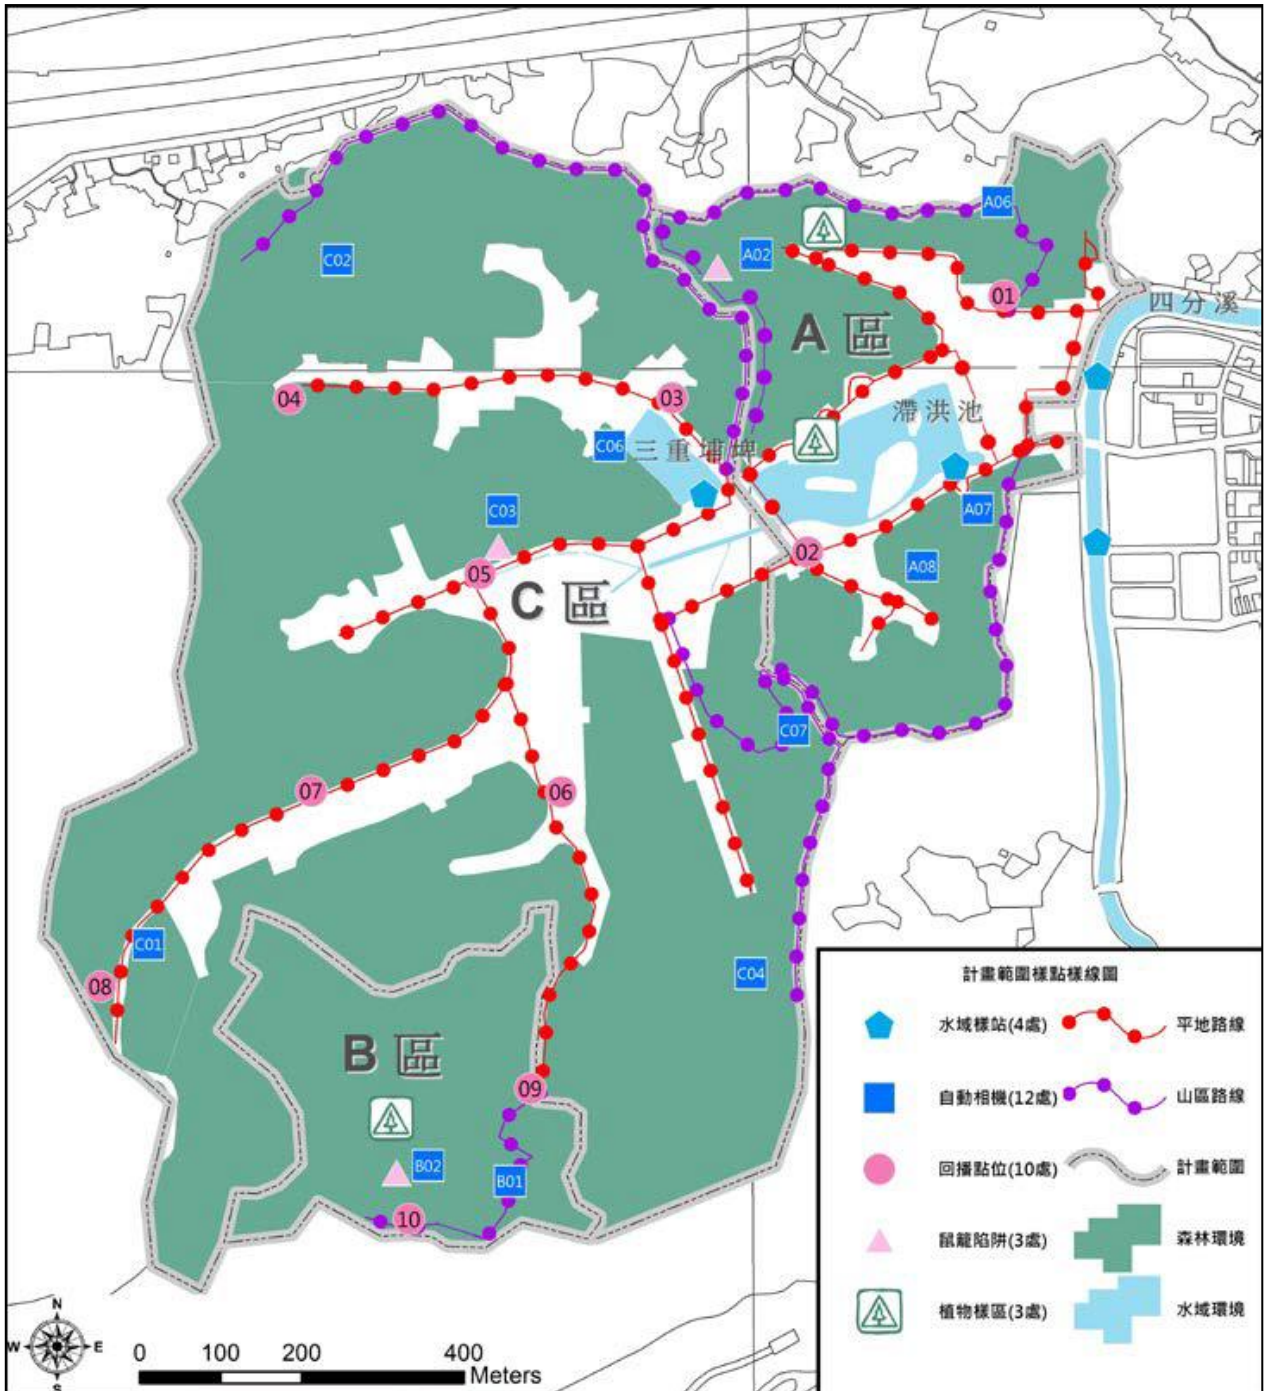 A06
C02
A02
01
四分溪
A 區
04
03
滯洪池
C06
三重埔埤
C03
A07
02
A08
05
C 區
C07
07
06
C01
08
C04
計畫範圍樣點樣線圖
水域樣站(4處)
平地路線
自動相機(12處)
山區路線
回播點位(10處)
計畫範圍
鼠籠陷阱(3處)
森林環境
植物樣區(3處)
水域環境
B 區
09
B02
B01
10
N
W
E
S
0
100
200
400
Meters